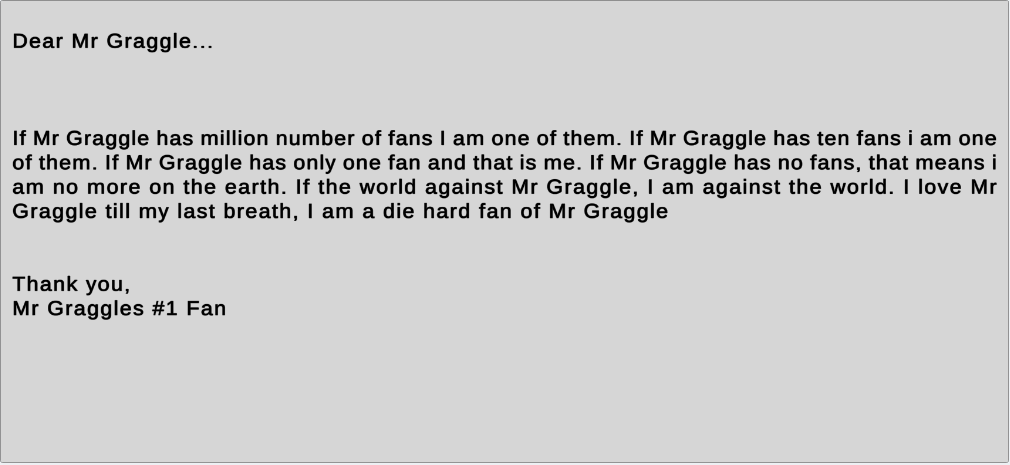 Dear Mr Graggle...
If Mr Graggle has million number of fans I am one of them. If Mr Graggle has ten fans i am one
of them. If Mr Graggle has only one fan and that is me. If Mr Graggle has no fans, that means i
am no more on the earth. If the world against Mr Graggle, I am against the world. I love Mr
Graggle till my last breath, I am a die hard fan of Mr Graggle
Thank you,
Mr Graggles #1 Fan